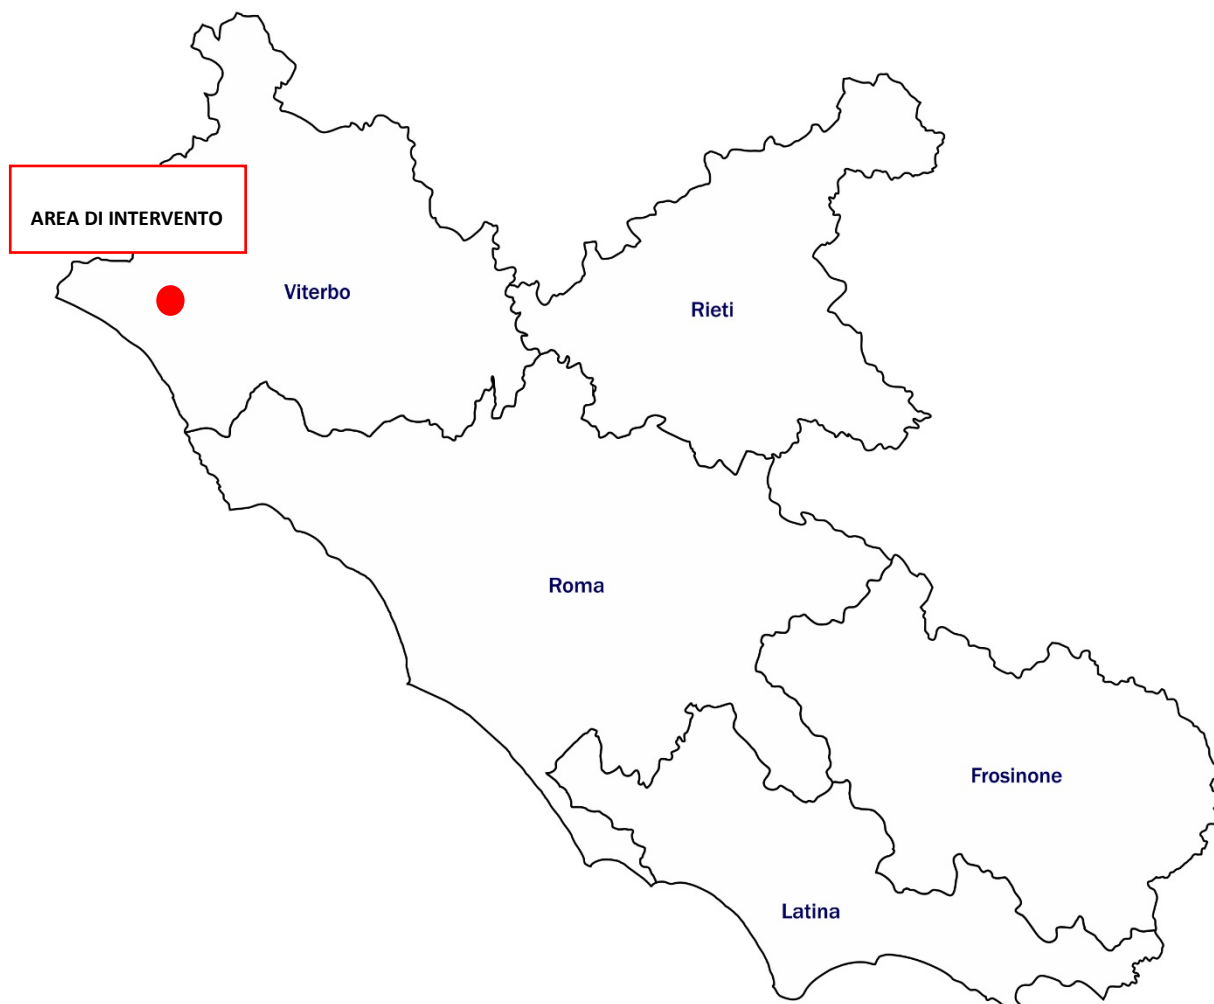 AREA DI INTERVENTO
Viterbo
Rieti
Roma
Frosinone
Latina